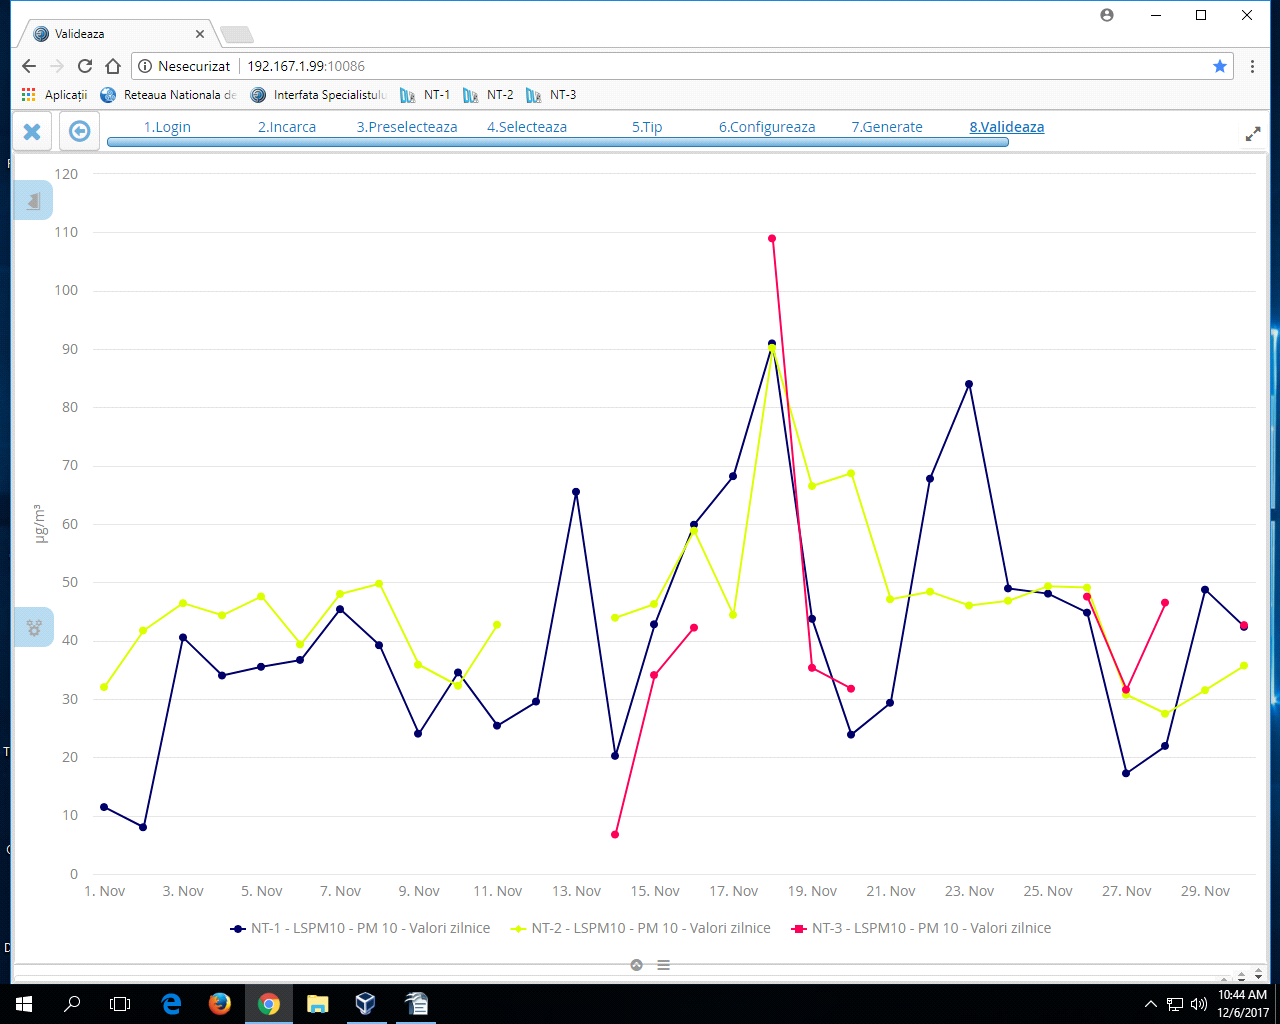 Valideaza
Nesecurizat 192.167.1.99:10086
Aplicații Reteaua Nationala de Interfata Specialistulu NT-1 NT-2 NT-3
1.Login 2.Incarca 3.Preselecteaza 4.Selecteaza 5.Tip 6.Configureaza 7.Generate 8.Valideaza
120
110
100
90
80
70
60
50
40
30
20
10
0
µg/m³
1. Nov 3. Nov 5. Nov 7. Nov 9. Nov 11. Nov 13. Nov 15. Nov 17. Nov 19. Nov 21. Nov 23. Nov 25. Nov 27. Nov 29. Nov
NT-1 - LSPM10 - PM 10 - Valori zilnice NT-2 - LSPM10 - PM 10 - Valori zilnice NT-3 - LSPM10 - PM 10 - Valori zilnice
10:44 AM
12/6/2017